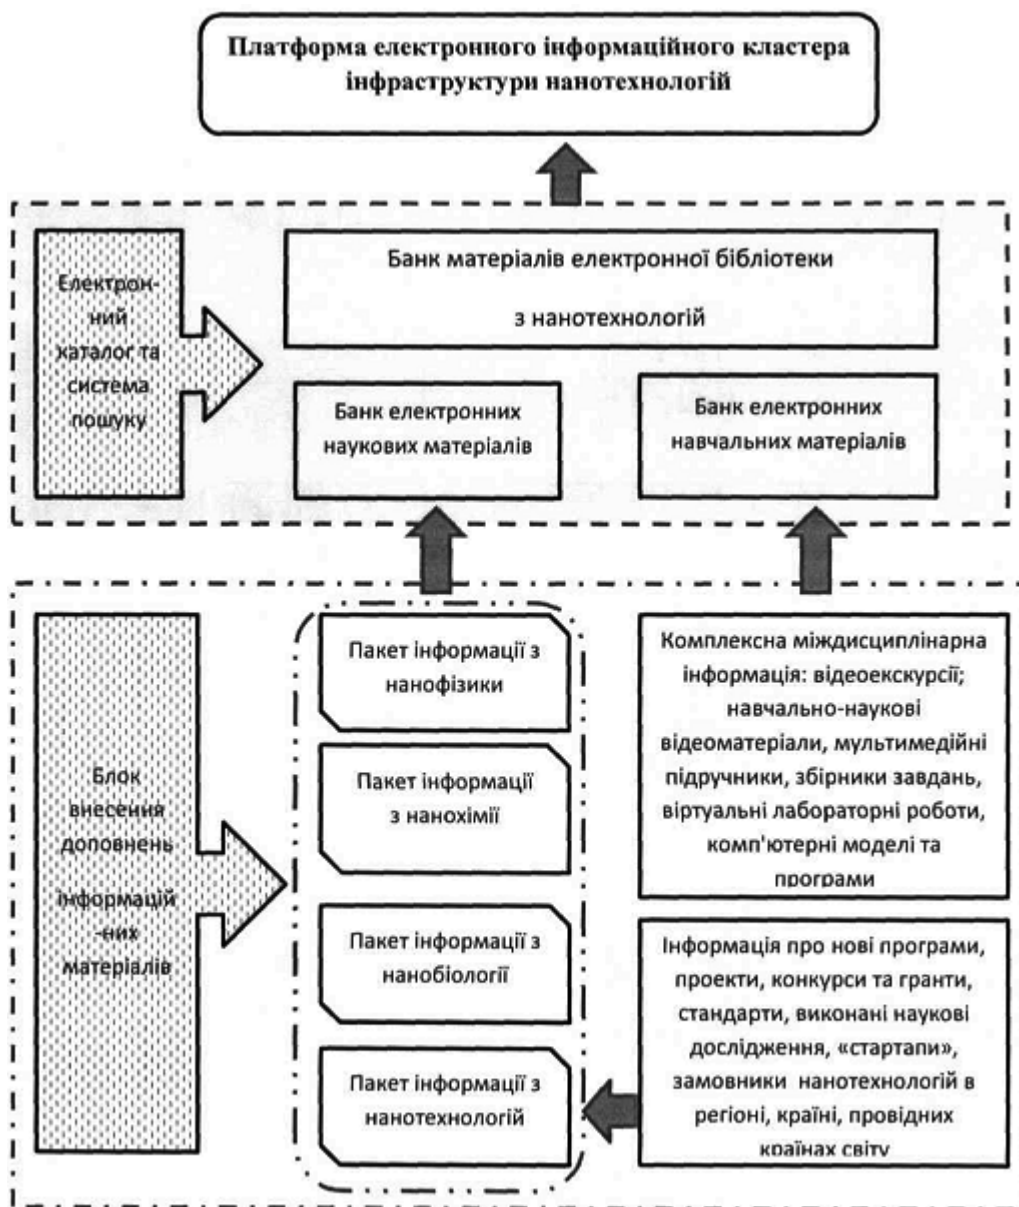 Платформа електронного інформаційного кластера
інфраструктури нанотехнологій
Електрон-
ний
каталог та
система
пошуку
Банк матеріалів електронної бібліотеки
з нанотехнологій
Банк електронних
наукових матеріалів
Банк електронних
навчальних матеріалів
Блок
внесення
доповнень
інформацій
-них
матеріалів
Пакет інформації з
нанофізики
Пакет інформації
з нанохімії
Пакет інформації з
нанобіології
Пакет інформації з
нанотехнологій
Комплексна міждисциплінарна
інформація: відеоекскурсії;
навчально-наукові
відеоматеріали, мультимедійні
підручники, збірники завдань,
віртуальні лабораторні роботи,
комп'ютерні моделі та
програми
Інформація про нові програми,
проекти, конкурси та гранти,
стандарти, виконані наукові
дослідження, «стартапи»,
замовники нанотехнологій в
регіоні, країні, провідних
країнах світу